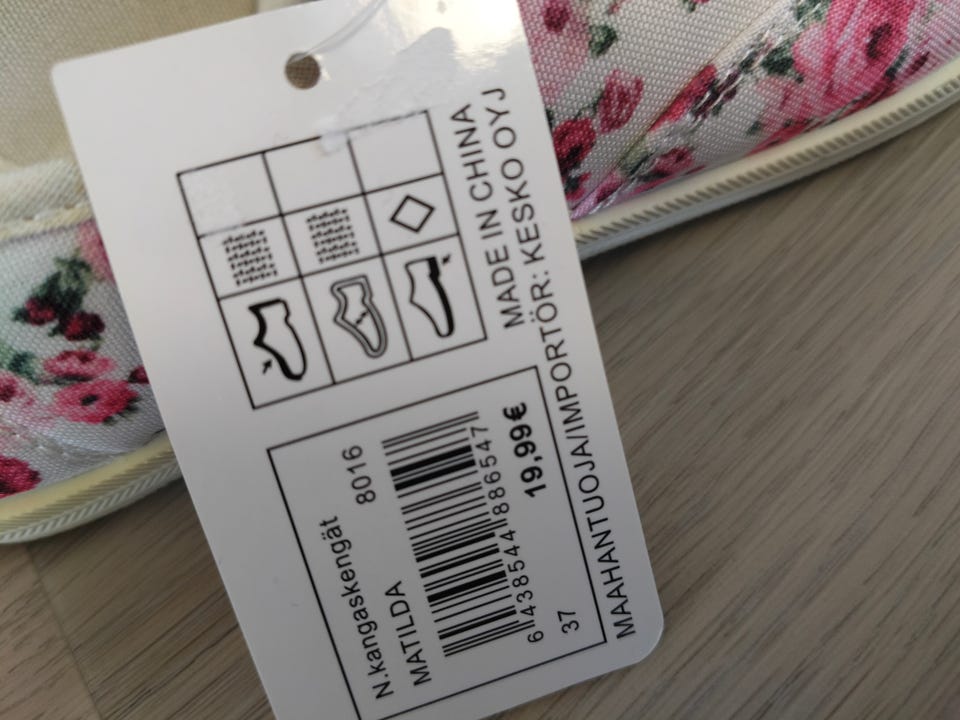 MADE IN CHINA
MAAHANTUOJA/IMPORTÖR: KESKO OYJ
N.kangaskengät 8016
MATILDA
6 438544 886547
37 19,99€